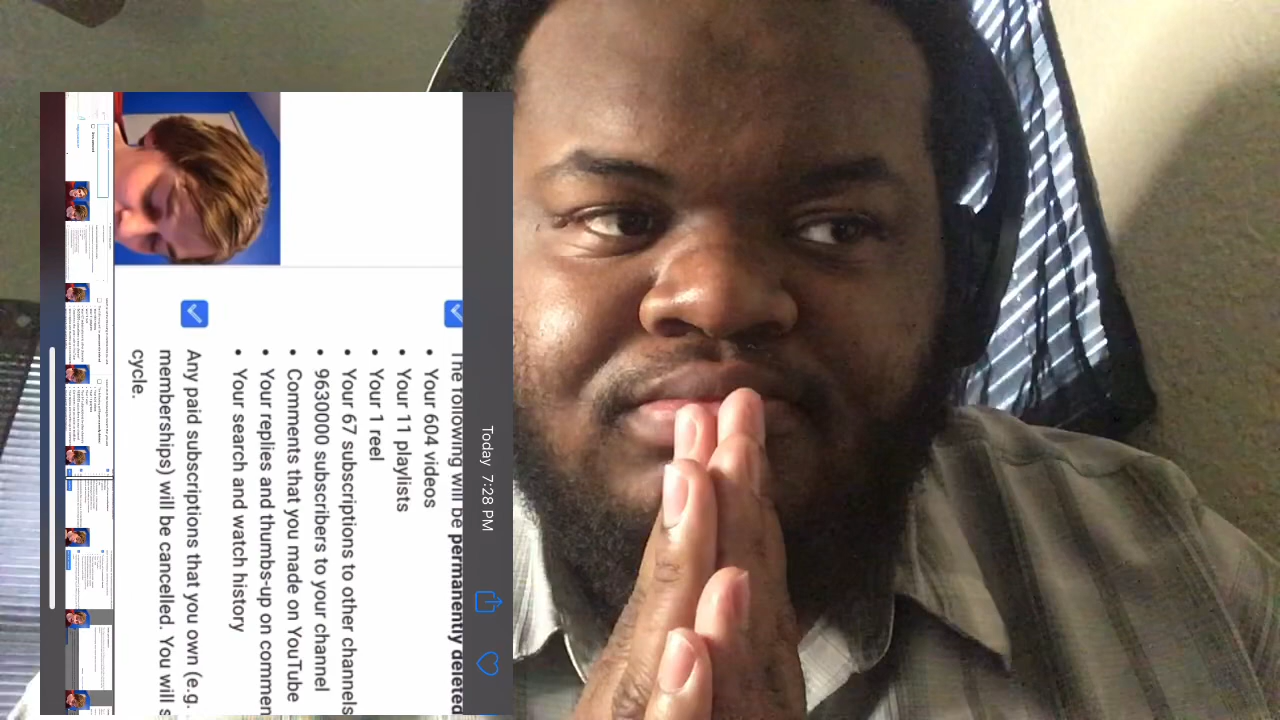 Today 7:28 PM
The following will be permanently deleted
• Your 604 videos
• Your 11 playlists
• Your 1 reel
• Your 67 subscriptions to other channels
• 9630000 subscribers to your channel
• Comments that you made on YouTube
• Your replies and thumbs-up on commen
• Your search and watch history
Any paid subscriptions that you own (e.g.
memberships) will be cancelled. You will s
cycle.